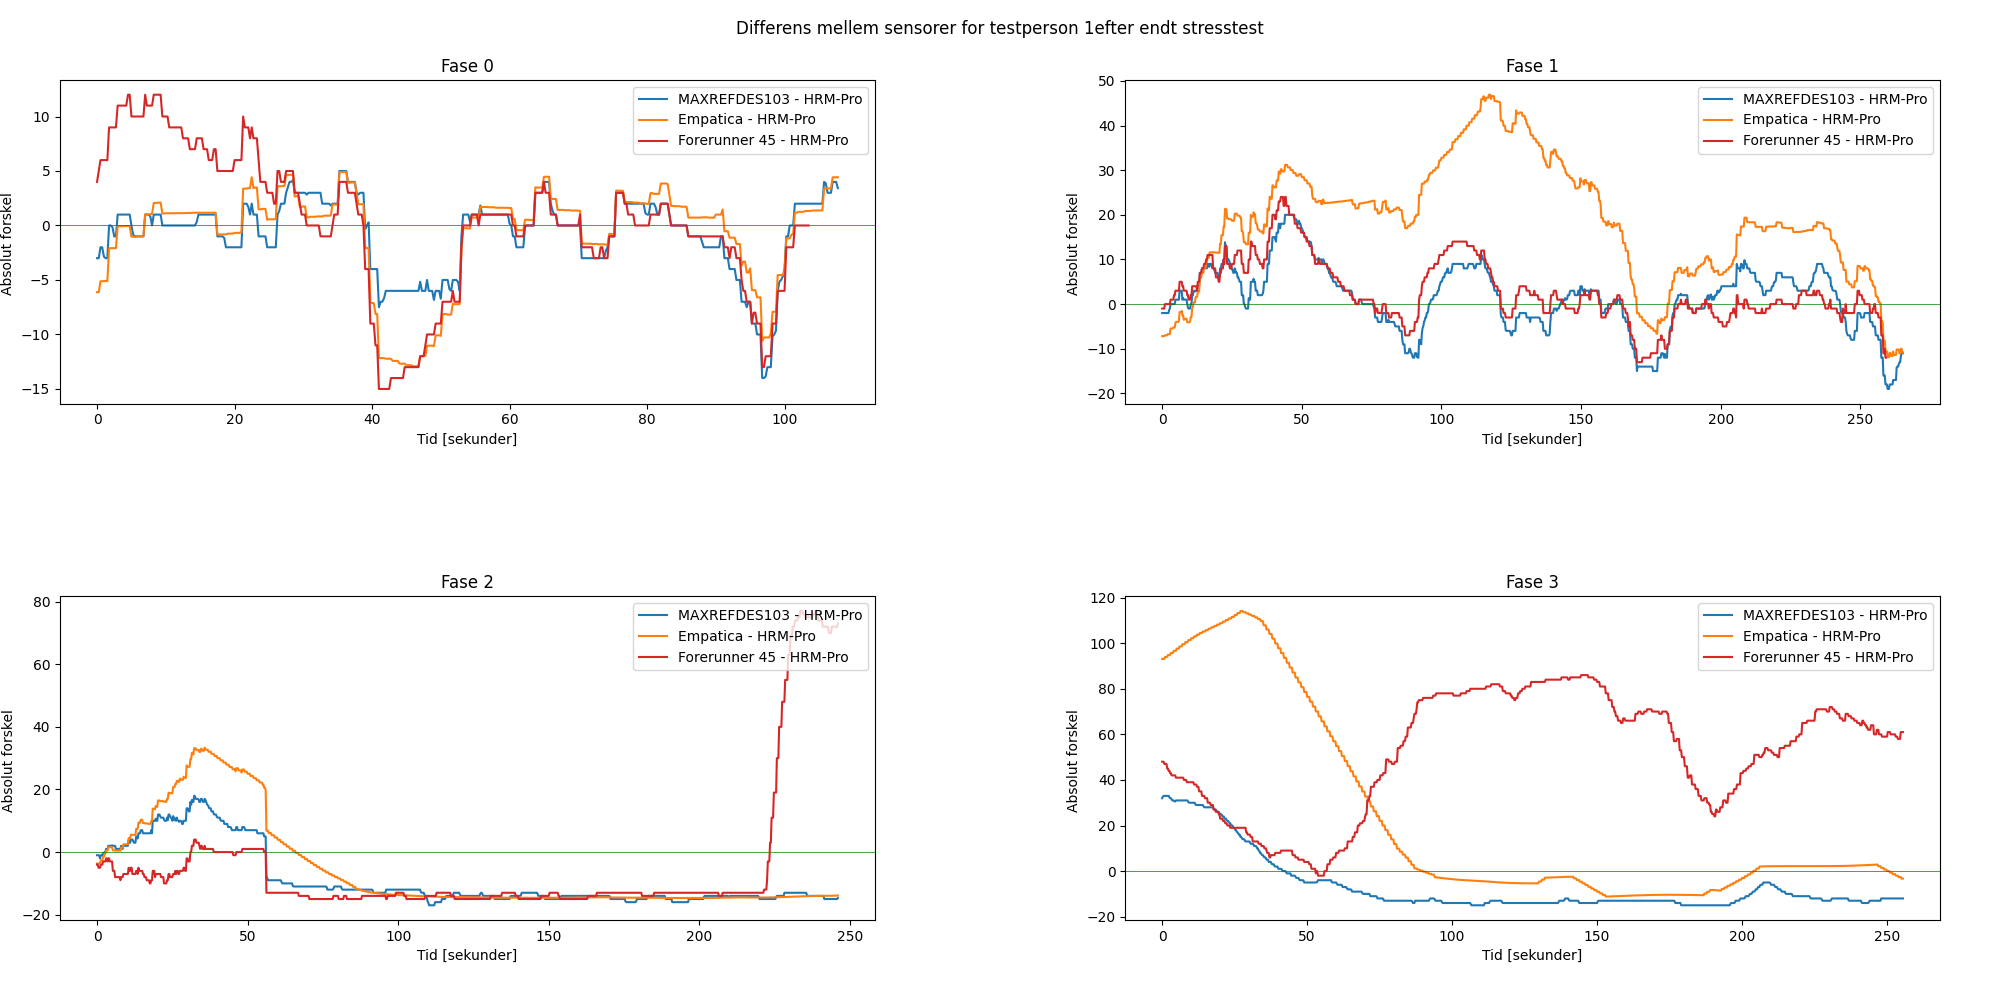 Differens mellem sensorer for testperson 1efter endt stresstest
Fase 0
Absolut forskel
10
5
0
−5
−10
−15
MAXREFDES103 - HRM-Pro
Empatica - HRM-Pro
Forerunner 45 - HRM-Pro
0 20 40 60 80 100
Tid [sekunder]
Fase 1
Absolut forskel
50
40
30
20
10
0
−10
−20
MAXREFDES103 - HRM-Pro
Empatica - HRM-Pro
Forerunner 45 - HRM-Pro
0 50 100 150 200 250
Tid [sekunder]
Fase 2
Absolut forskel
80
60
40
20
0
−20
MAXREFDES103 - HRM-Pro
Empatica - HRM-Pro
Forerunner 45 - HRM-Pro
0 50 100 150 200 250
Tid [sekunder]
Fase 3
Absolut forskel
120
100
80
60
40
20
0
−20
MAXREFDES103 - HRM-Pro
Empatica - HRM-Pro
Forerunner 45 - HRM-Pro
0 50 100 150 200 250
Tid [sekunder]